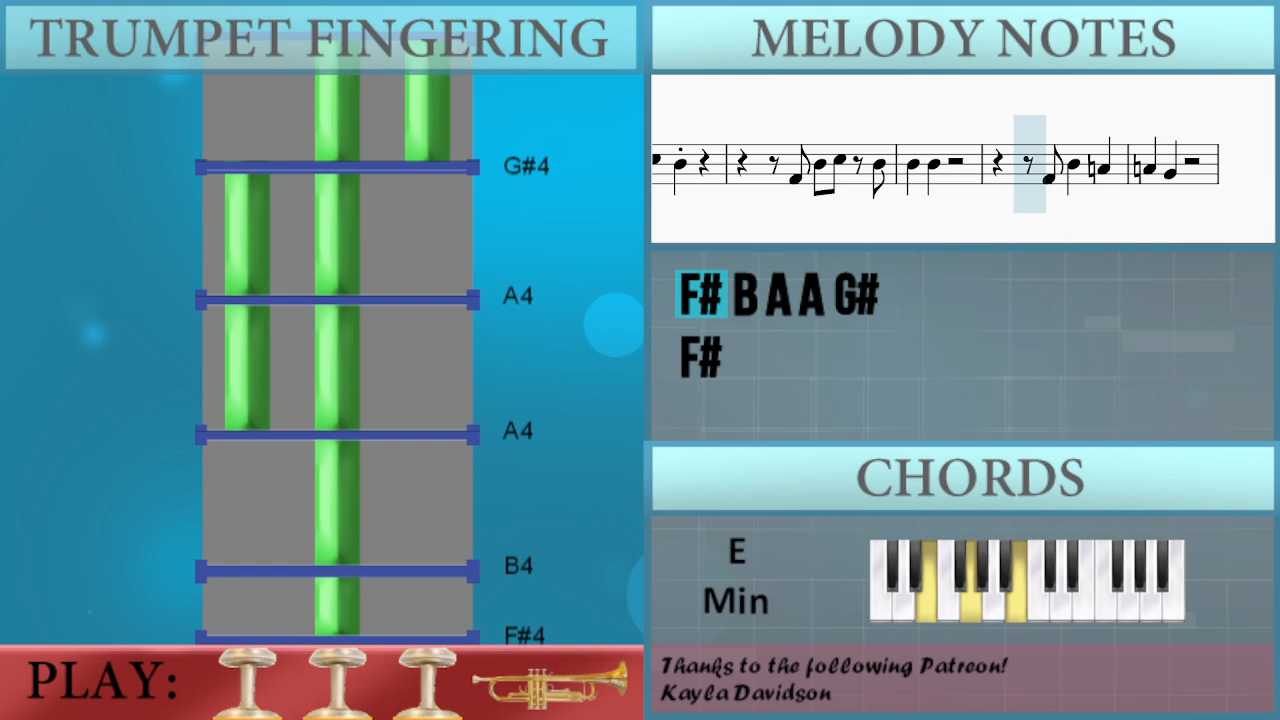 TRUMPET FINGERING
G#4
A4
A4
B4
F#4
PLAY:
MELODY NOTES
F# B A A G#
F#
CHORDS
E
Min
Thanks to the following Patreon!
Kayla Davidson